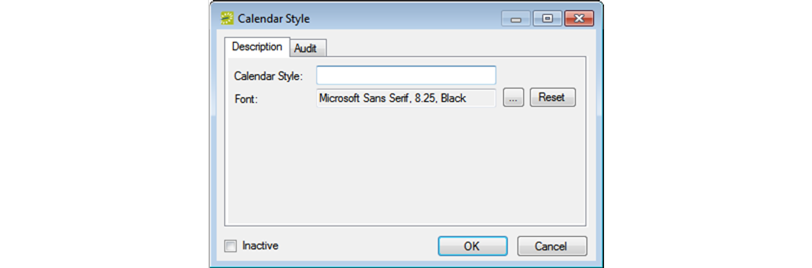 Calendar Style
Description Audit
Calendar Style:
Font: Microsoft Sans Serif, 8.25, Black ... Reset
Inactive OK Cancel